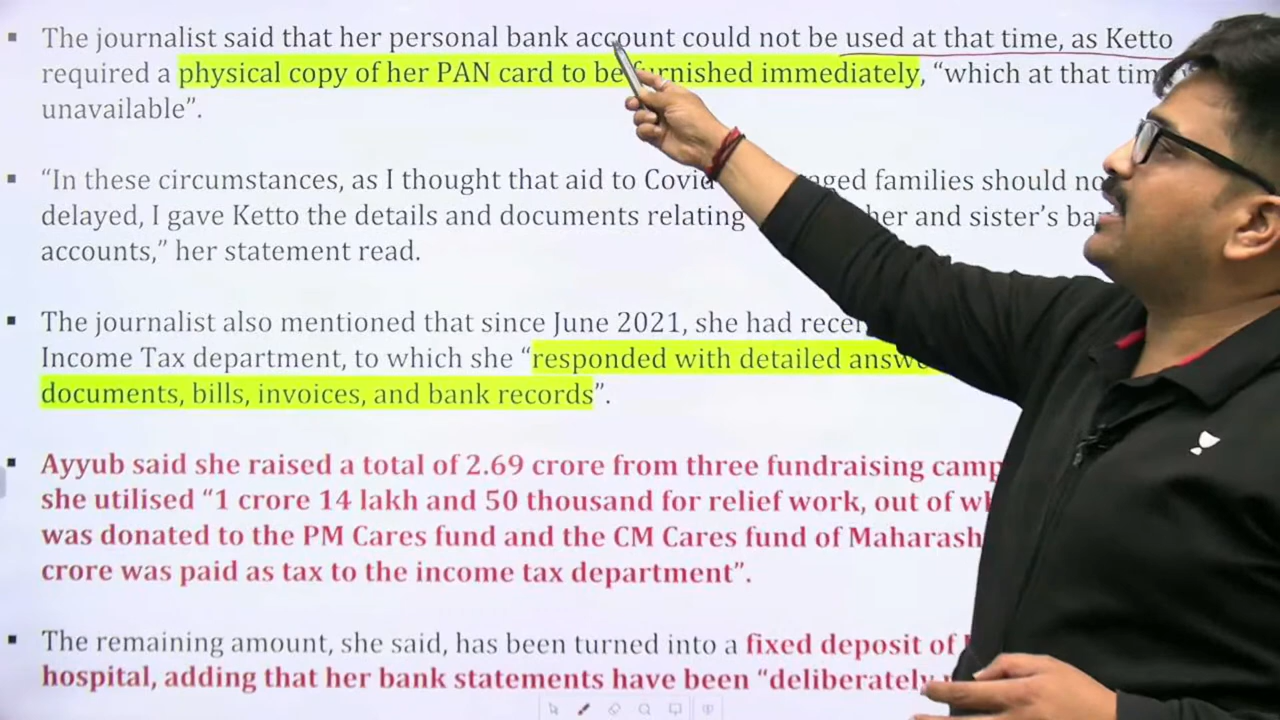 ▪ The journalist said that her personal bank account could not be used at that time, as Ketto
required a physical copy of her PAN card to be furnished immediately, “which at that
unavailable”.
▪ “In these circumstances, as I thought that aid to families should
delayed, I gave Ketto the details and documents relating and sister’s
accounts,” her statement read.
▪ The journalist also mentioned that since June 2021, she had
Income Tax department, to which she “responded with detailed
documents, bills, invoices, and bank records”.
▪ Ayyub said she raised a total of 2.69 crore from three fundraising
she utilised “1 crore 14 lakh and 50 thousand for relief work, out of
was donated to the PM Cares fund and the CM Cares fund of
crore was paid as tax to the income tax department”.
▪ The remaining amount, she said, has been turned into a fixed deposit of
hospital, adding that her bank statements have been “deliberately